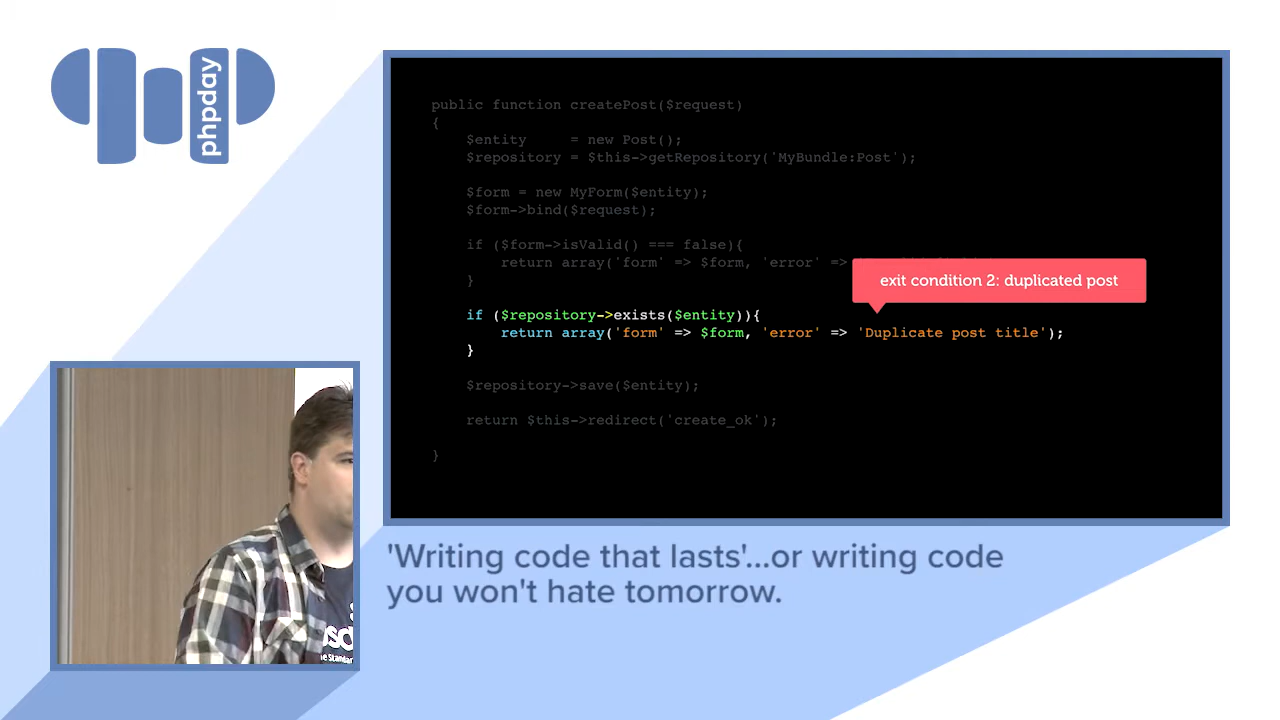 phpday
public function createPost($request)
{
$entity     = new Post();
$repository = $this->getRepository('MyBundle:Post');
$form = new MyForm($entity);
$form->bind($request);
if ($form->isValid() === false){
return array('form' => $form, 'error' =>
}
exit condition 2: duplicated post
if ($repository->exists($entity)){
return array('form' => $form, 'error' => 'Duplicate post title');
}
$repository->save($entity);
return $this->redirect('create_ok');
}
'Writing code that lasts'...or writing code
you won't hate tomorrow.